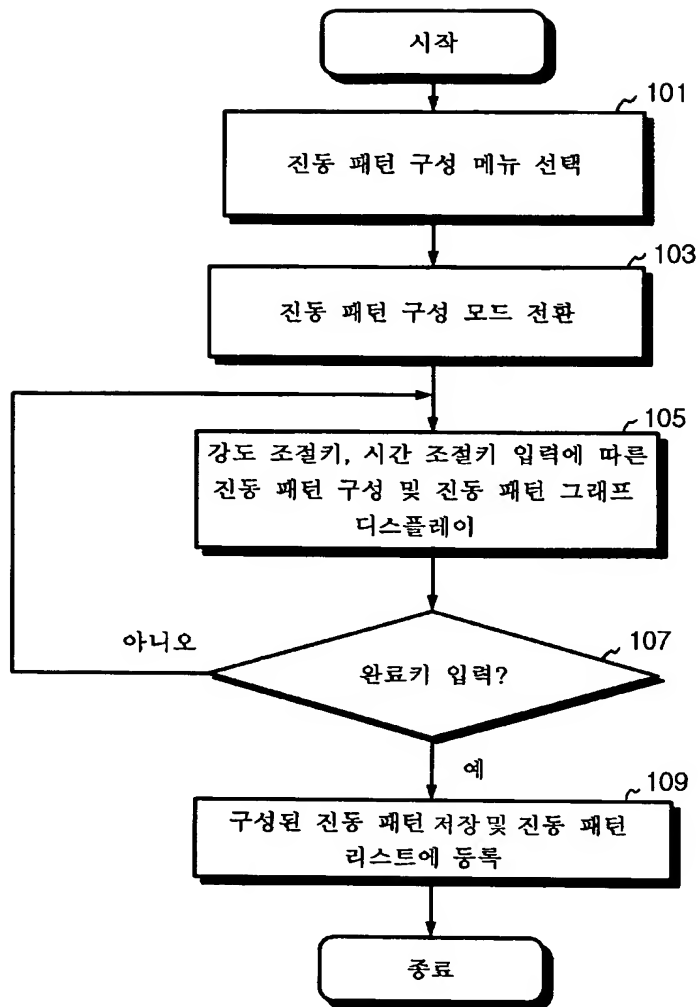 시작
101
진동 패턴 구성 메뉴 선택
103
진동 패턴 구성 모드 전환
105
강도 조절키, 시간 조절키 입력에 따른
진동 패턴 구성 및 진동 패턴 그래프
디스플레이
아니오
107
완료키 입력?
예
109
구성된 진동 패턴 저장 및 진동 패턴
리스트에 등록
종료